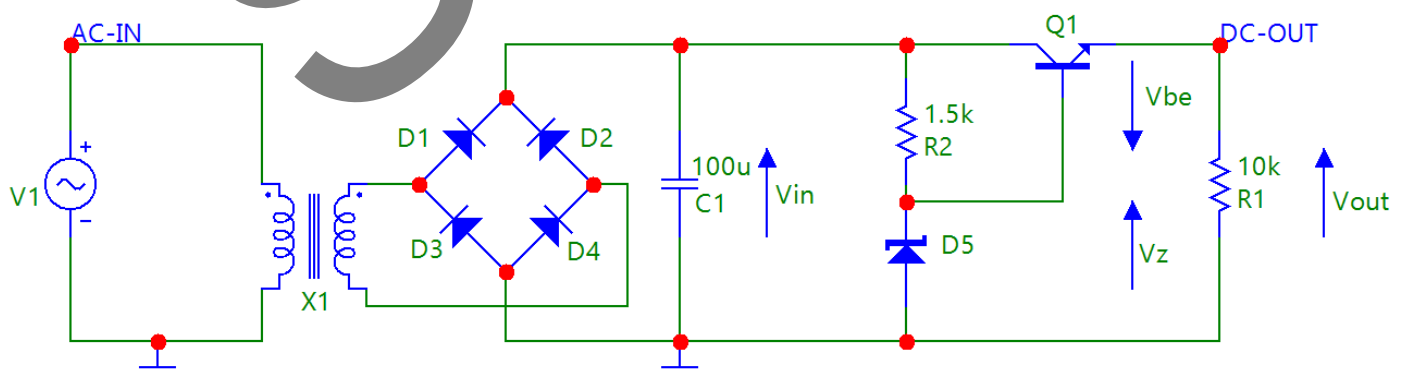 AC-IN
V1
+
−
X1
D1
D2
D3
D4
100u
C1
Vin
1.5k
R2
D5
Q1
DC-OUT
Vbe
Vz
10k
R1
Vout